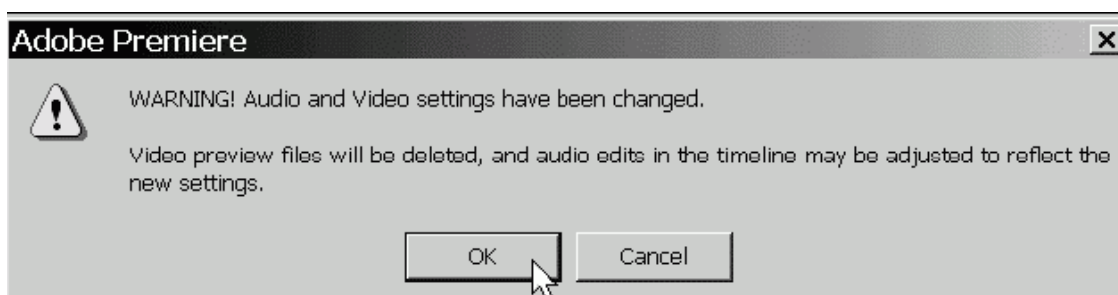 Adobe Premiere
WARNING! Audio and Video settings have been changed.
Video preview files will be deleted, and audio edits in the timeline may be adjusted to reflect the
new settings.
OK
Cancel